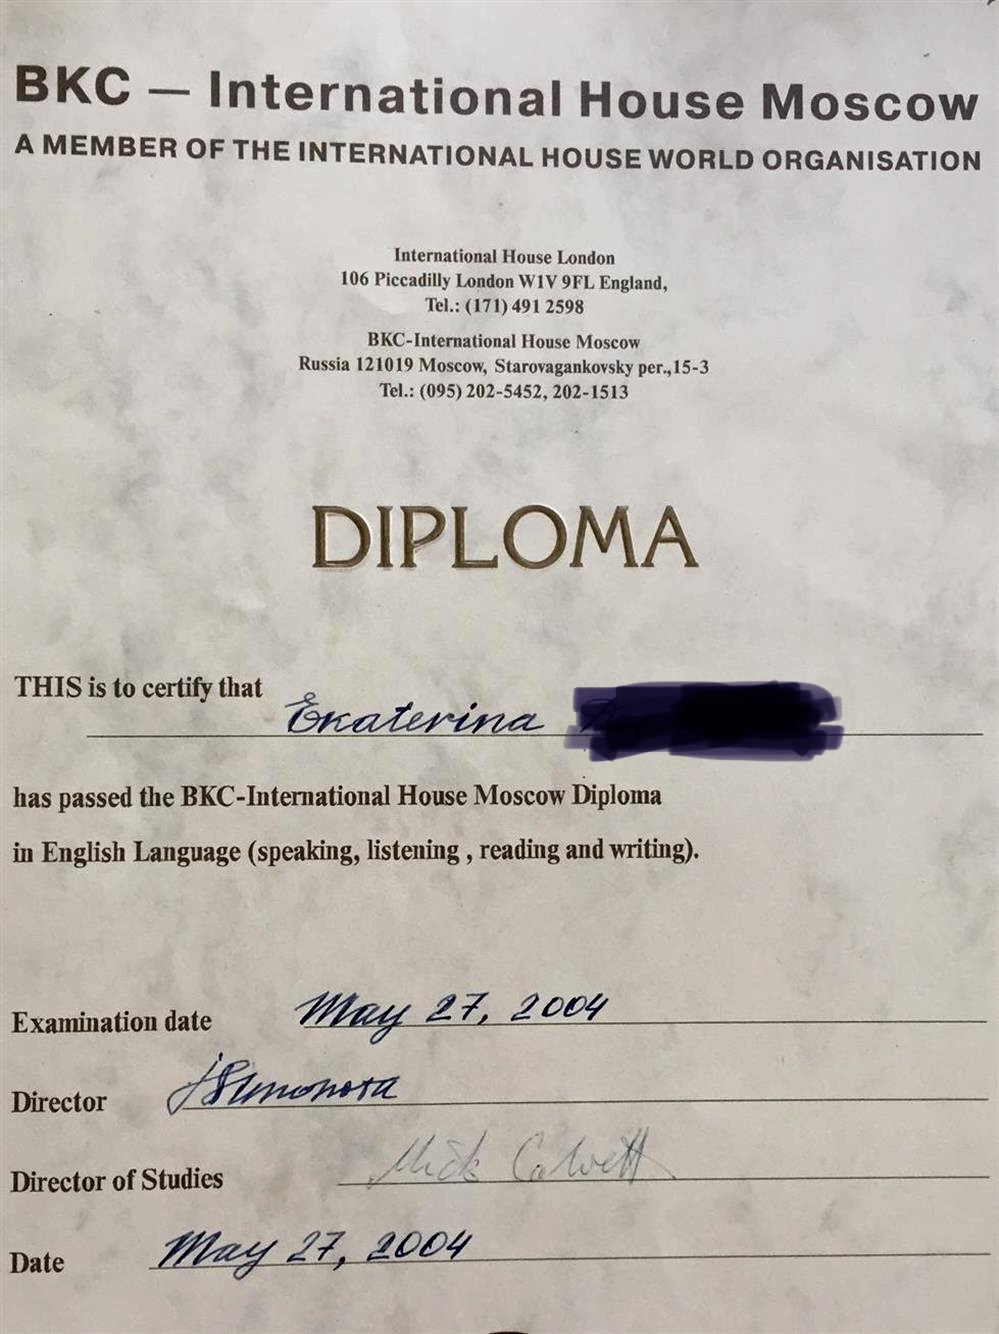 BKC — International House Moscow
A MEMBER OF THE INTERNATIONAL HOUSE WORLD ORGANISATION
International House London
106 Piccadilly London W1V 9FL England,
Tel.: (171) 491 2598
BKC-International House Moscow
Russia 121019 Moscow, Starovagankovsky per.,15-3
Tel.: (095) 202-5452, 202-1513
DIPLOMA
THIS is to certify that
Ekaterina
has passed the BKC-International House Moscow Diploma
in English Language (speaking, listening , reading and writing).
Examination date May 27, 2004
Director
Director of Studies Mick
Date May 27, 2004